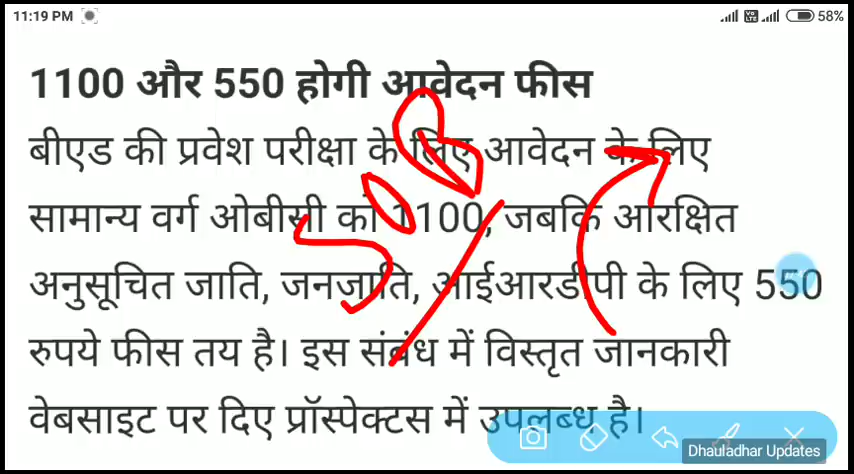 11:19 PM
58%
1100 और 550 होगी आवेदन फीस
बीएड की प्रवेश परीक्षा के लिए आवेदन के लिए
सामान्य वर्ग ओबीसी को 1100, जबकि आरक्षित
अनुसूचित जाति, जनजाति, आईआरडीपी के लिए 550
रुपये फीस तय है। इस संबंध में विस्तृत जानकारी
वेबसाइट पर दिए प्रॉस्पेक्टस में उपलब्ध है।
Dhauladhar Updates